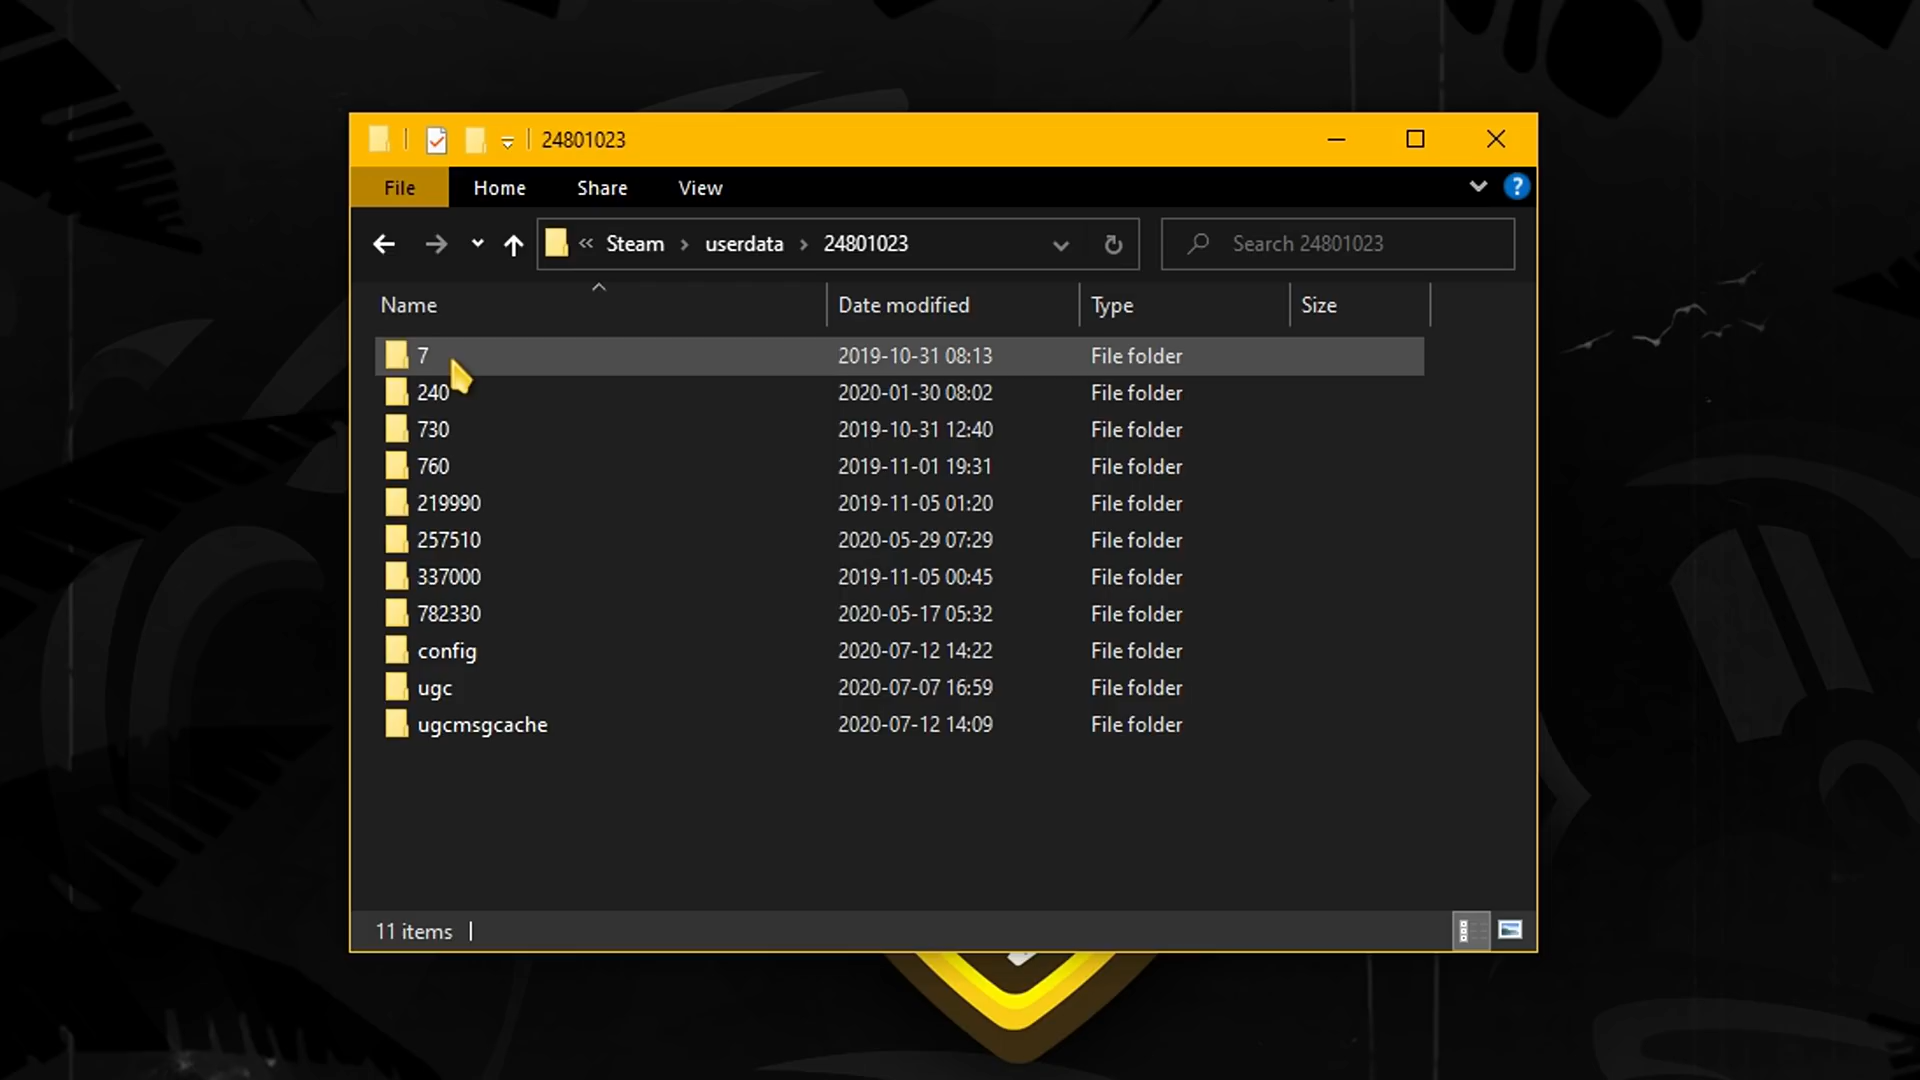 24801023
File Home Share View ?
« Steam > userdata > 24801023 Search 24801023
Name Date modified Type Size
7 2019-10-31 08:13 File folder
240 2020-01-30 08:02 File folder
730 2019-10-31 12:40 File folder
760 2019-11-01 19:31 File folder
219990 2019-11-05 01:20 File folder
257510 2020-05-29 07:29 File folder
337000 2019-11-05 00:45 File folder
782330 2020-05-17 05:32 File folder
config 2020-07-12 14:22 File folder
ugc 2020-07-07 16:59 File folder
ugcmsgcache 2020-07-12 14:09 File folder
11 items